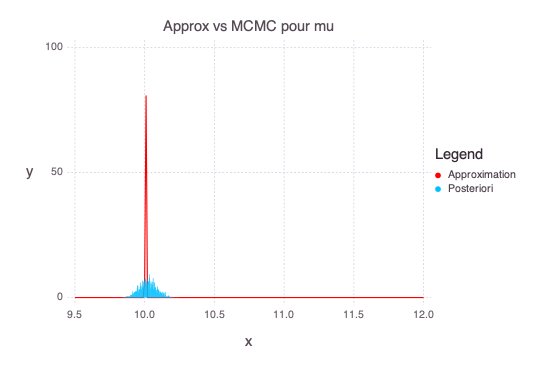 Approx vs MCMC pour mu
100
50
0
y
9.5 10.0 10.5 11.0 11.5 12.0
x
Legend
Approximation
Posteriori